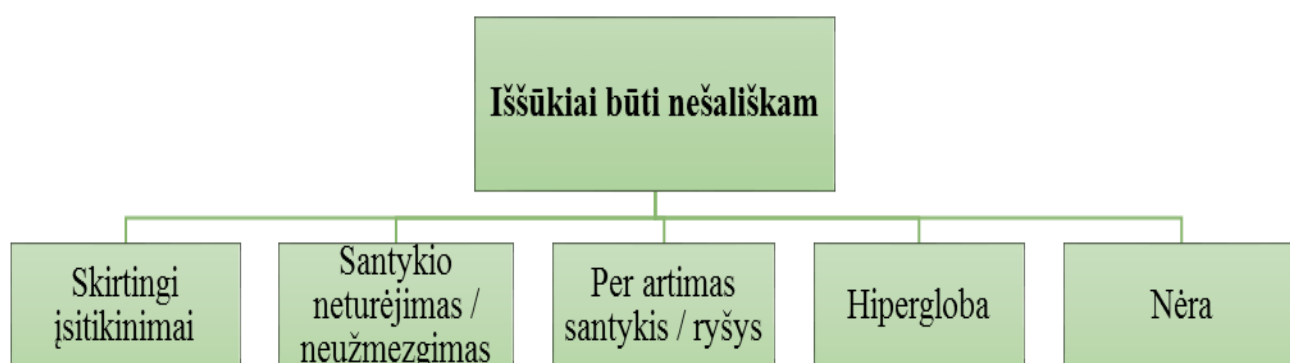 Iššūkiai būti nešališkam
Skirtingi
įsitikinimai
Santykio
neturėjimas /
neužmezgimas
Per artimas
santykis / ryšys
Hipergloba
Nėra